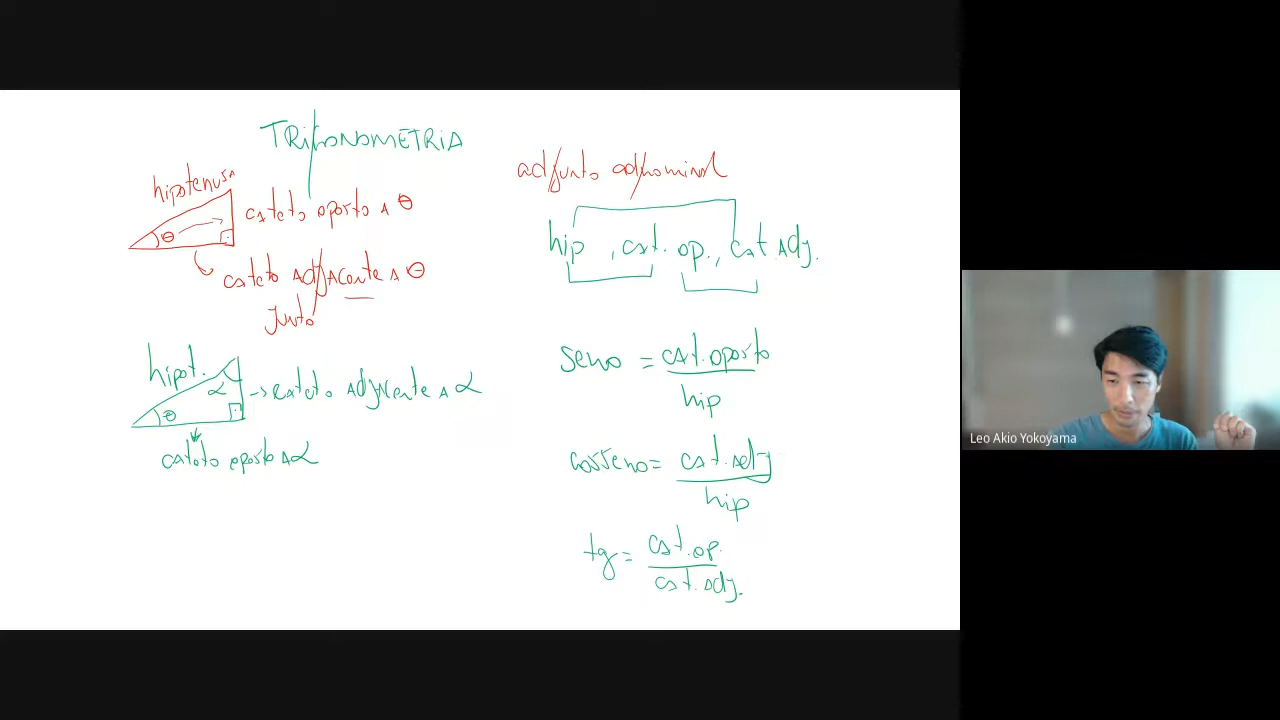 TRIGONOMETRIA
hipotenusa
cateto oposto a θ
θ
cateto adjacente a θ
junto
hipot.
α
θ
cateto adjacente a α
cateto oposto a α
adjunto adnominal
hip , cat. op., cat adj.
seno = cat. oposto
hip
cosseno = cat. adj
hip
tg = cat. op.
cat. adj.
Leo Akio Yokoyama